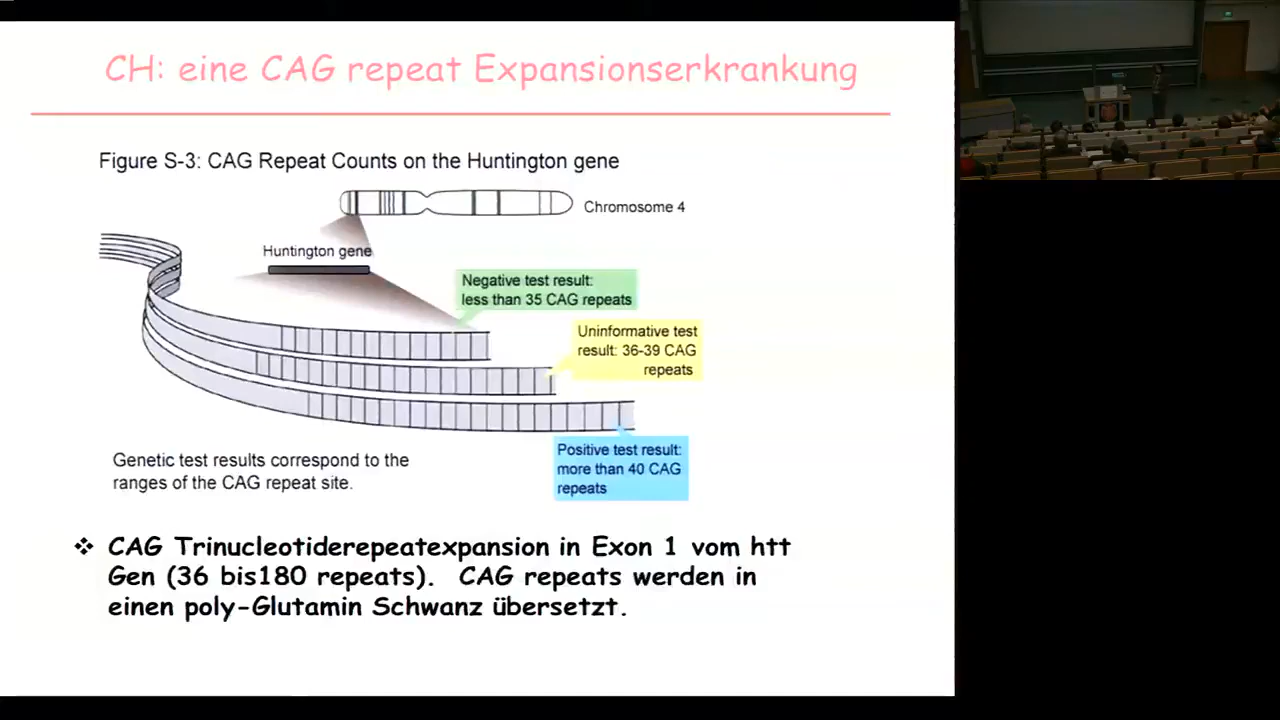 CH: eine CAG repeat Expansionserkrankung
Figure S-3: CAG Repeat Counts on the Huntington gene
Chromosome 4
Huntington gene
Negative test result:
less than 35 CAG repeats
Uninformative test
result: 36-39 CAG
repeats
Positive test result:
more than 40 CAG
repeats
Genetic test results correspond to the
ranges of the CAG repeat site.
❖ CAG Trinucleotiderepeatexpansion in Exon 1 vom htt
Gen (36 bis180 repeats). CAG repeats werden in
einen poly-Glutamin Schwanz übersetzt.